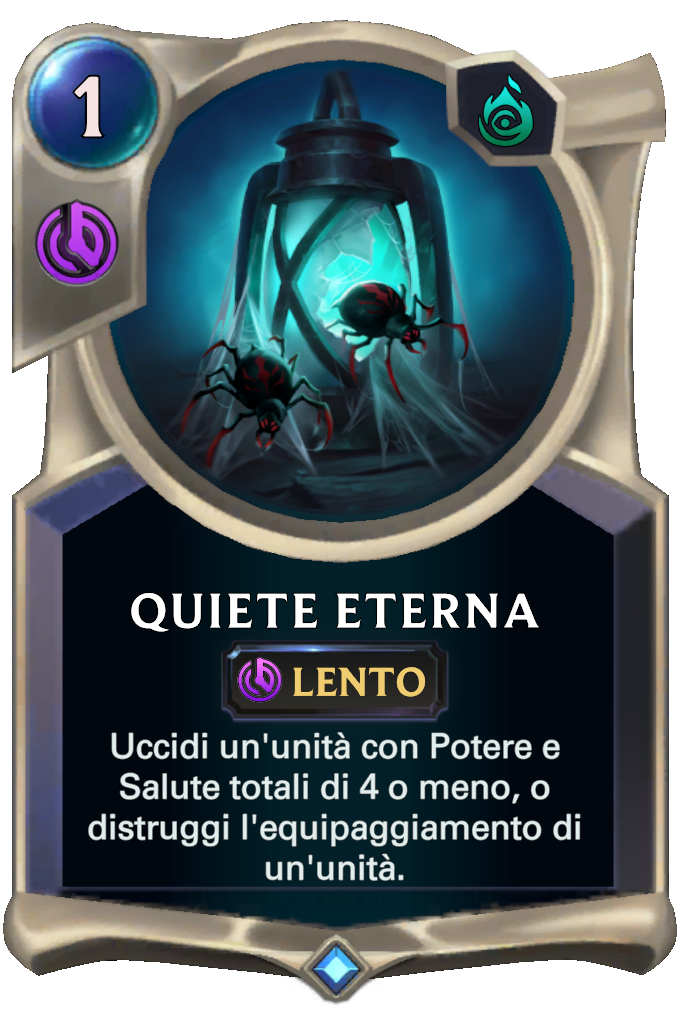 1
QUIETE ETERNA
LENTO
Uccidi un'unità con Potere e
Salute totali di 4 o meno, o
distruggi l'equipaggiamento di
un'unità.